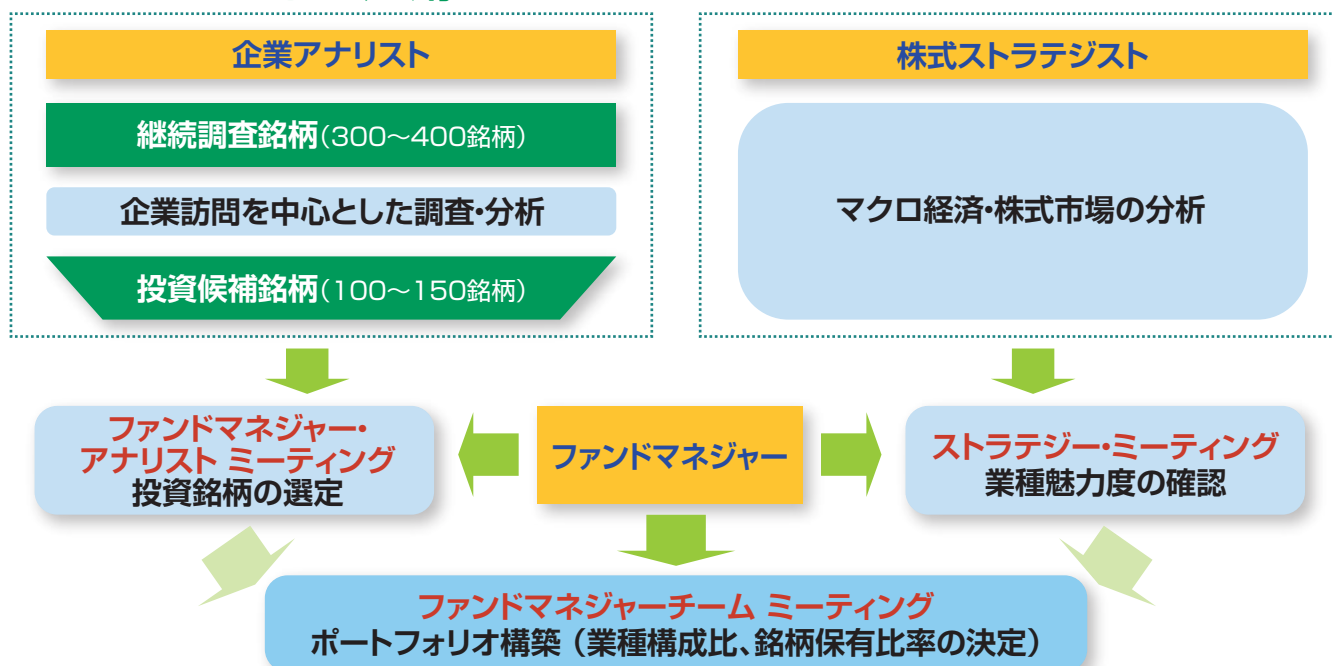 企業アナリスト
継続調査銘柄(300〜400銘柄)
企業訪問を中心とした調査・分析
投資候補銘柄(100〜150銘柄)
株式ストラテジスト
マクロ経済・株式市場の分析
ファンドマネジャー・
アナリスト ミーティング
投資銘柄の選定
ファンドマネジャー
ストラテジー・ミーティング
業種魅力度の確認
ファンドマネジャーチーム ミーティング
ポートフォリオ構築(業種構成比、銘柄保有比率の決定)